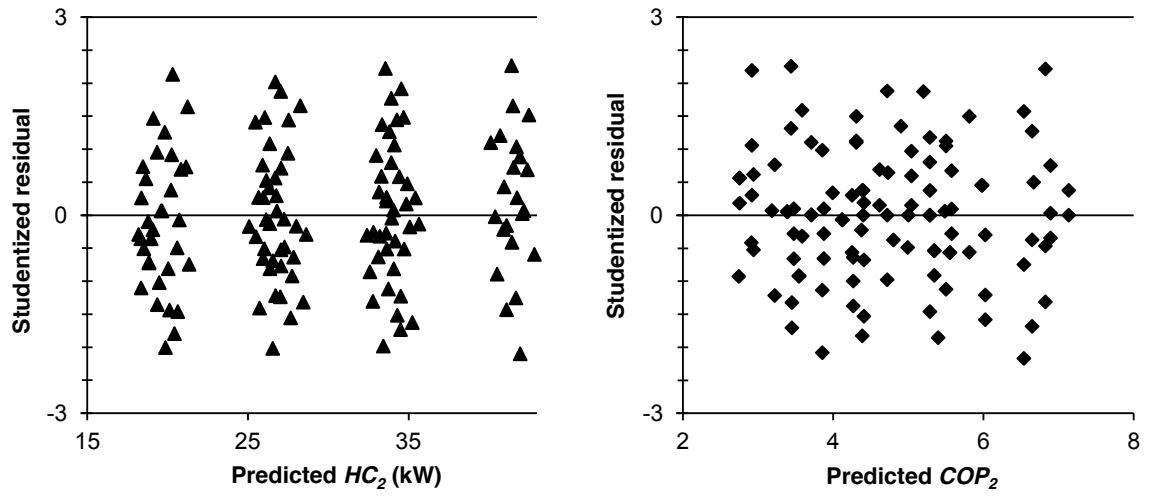 3
0
-3
Studentized residual
15 25 35
Predicted HC₂ (kW)
3
0
-3
Studentized residual
2 4 6 8
Predicted COP₂